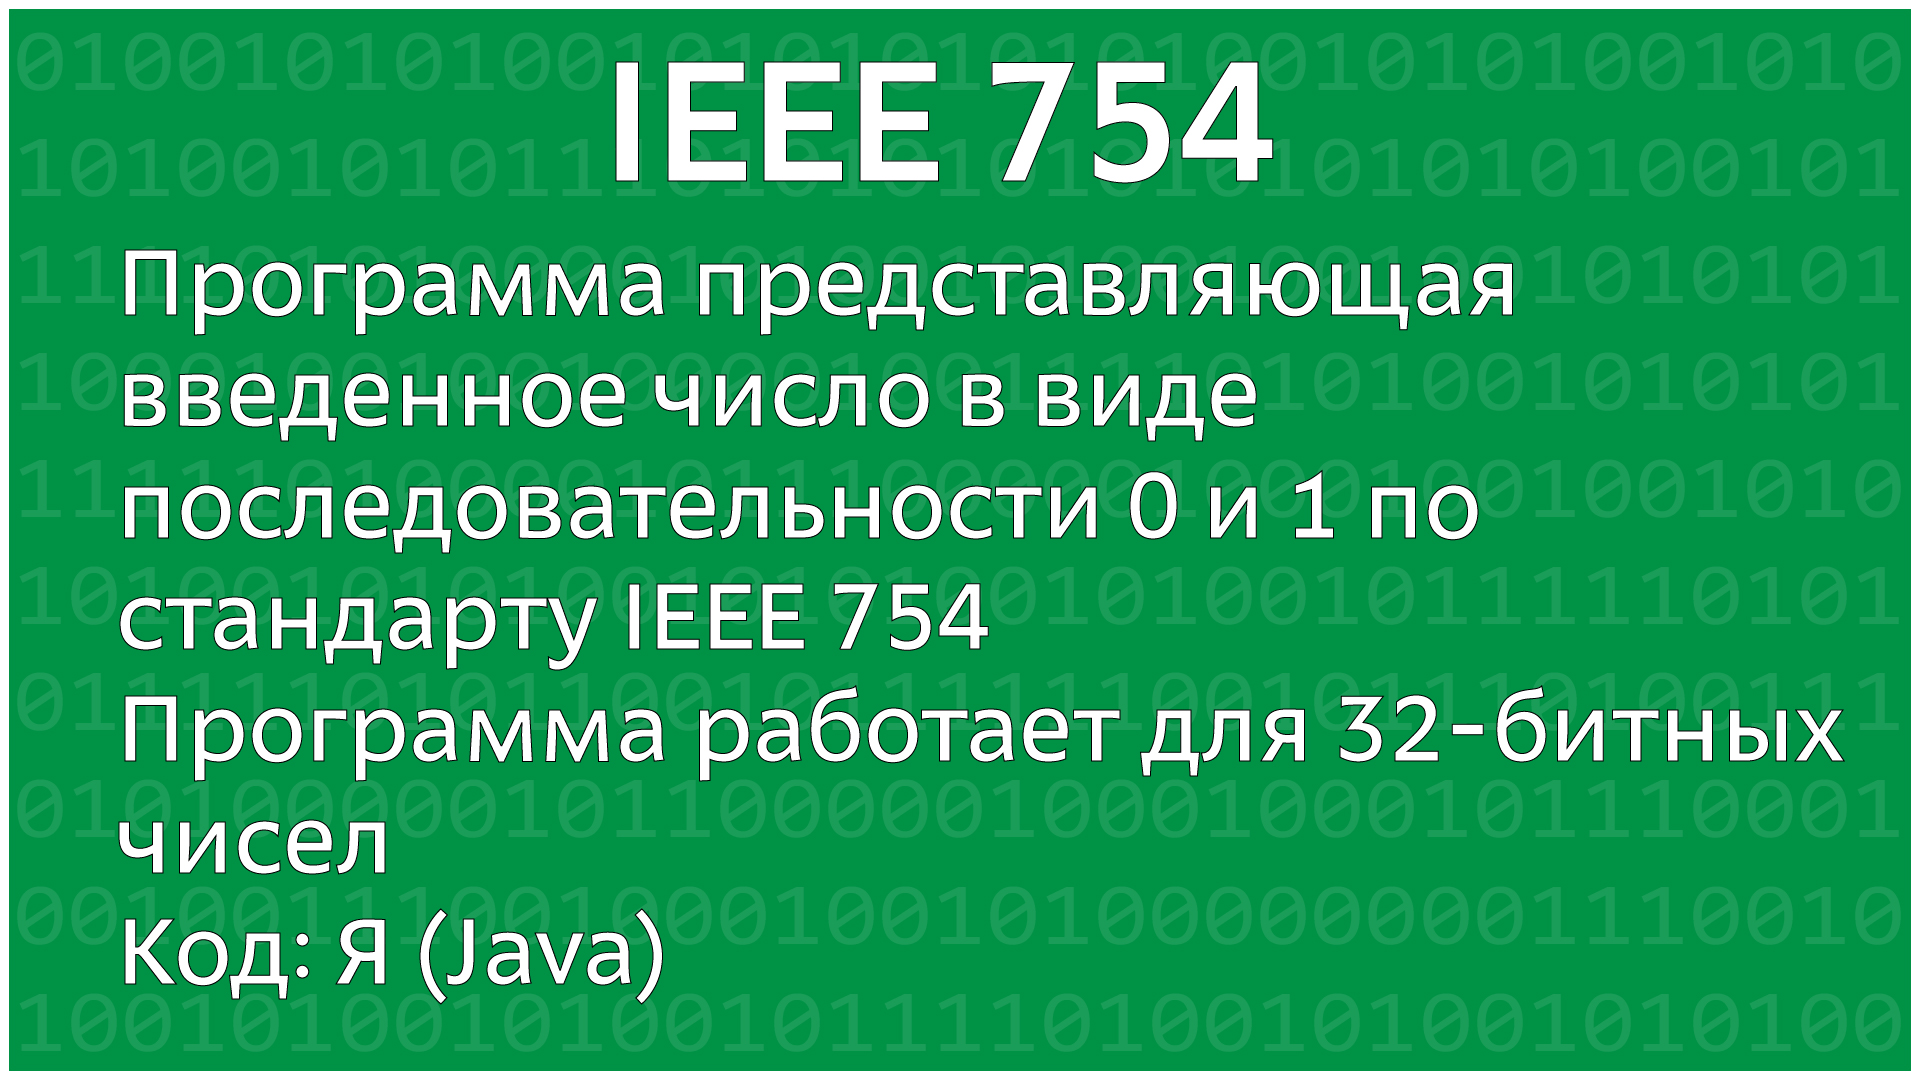 IEEE 754
Программа представляющая
введенное число в виде
последовательности 0 и 1 по
стандарту IEEE 754
Программа работает для 32-битных
чисел
Код: Я (Java)